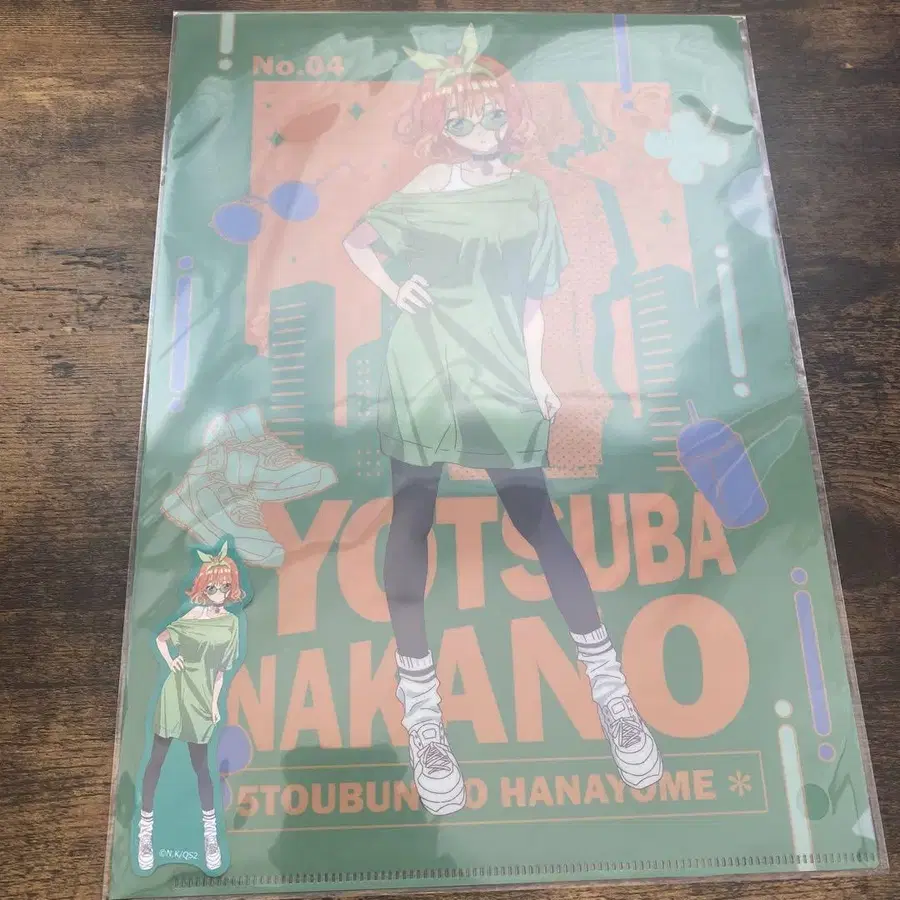 No.04
YOTSUBA
NAKANO
5TOUBUN NO HANAYOME *
©N.K/QS2